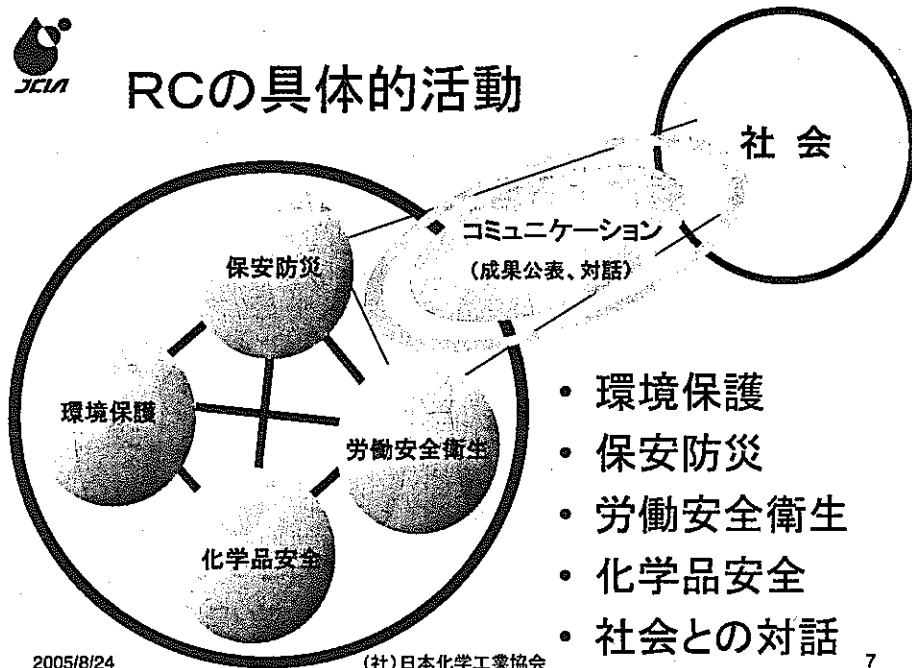 JCIA
RCの具体的活動
社 会
コミュニケーション
(成果公表、対話)
保安防災
環境保護
労働安全衛生
化学品安全
・ 環境保護
・ 保安防災
・ 労働安全衛生
・ 化学品安全
・ 社会との対話
2005/8/24
(社)日本化学工業協会
7